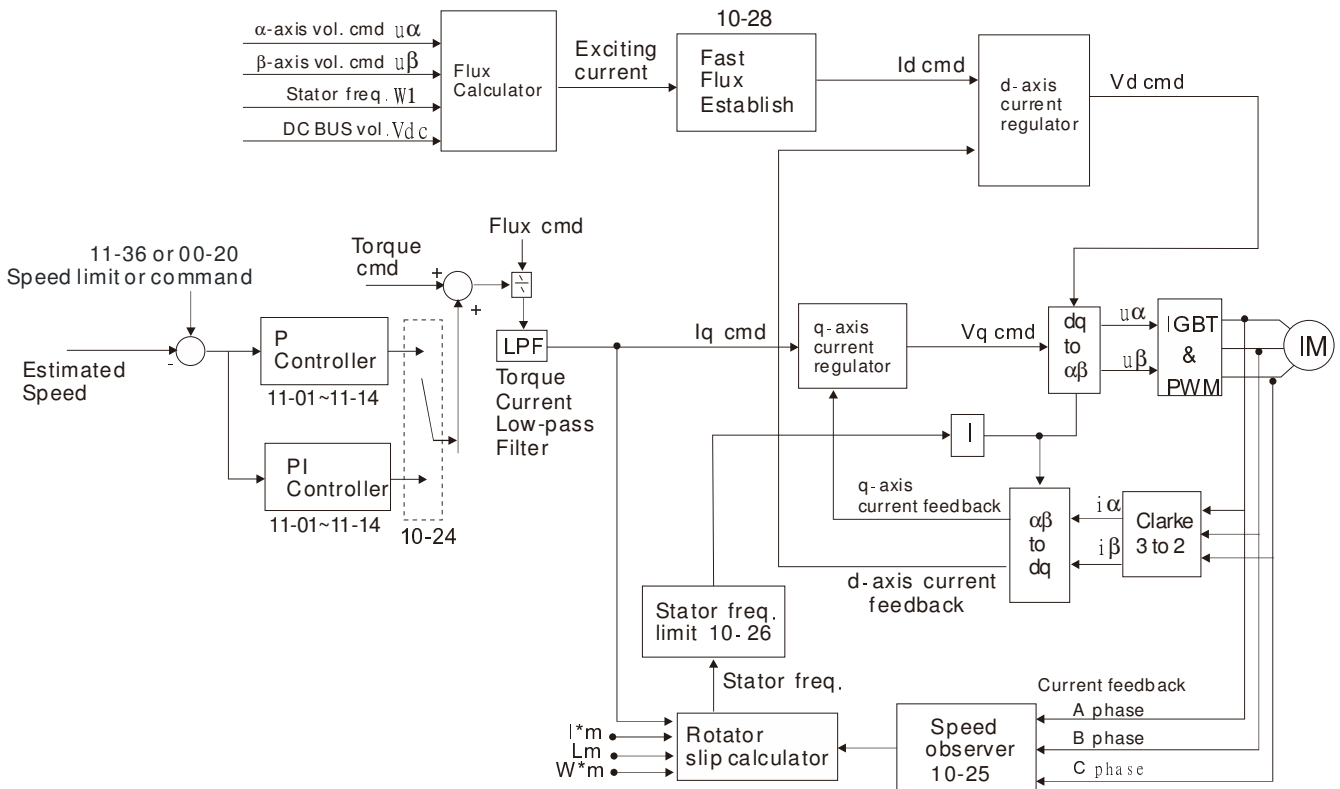 10-28
α-axis vol. cmd uα
β-axis vol. cmd uβ
Stator freq. W1
DC BUS vol. Vdc
Flux
Calculator
Exciting
current
Fast
Flux
Establish
Id cmd
d-axis
current
regulator
Vd cmd
11-36 or 00-20
Speed limit or command
Estimated
Speed
-
P
Controller
11-01~11-14
PI
Controller
11-01~11-14
10-24
Torque
cmd
+
+
Flux cmd
÷
LPF
Torque
Current
Low-pass
Filter
Iq cmd
q-axis
current
regulator
Vq cmd
dq
to
αβ
uα
uβ
IGBT
&
PWM
IM
I
q-axis
current feedback
d-axis current
feedback
αβ
to
dq
iα
iβ
Clarke
3 to 2
Stator freq.
limit 10-26
Stator freq.
I*m
Lm
W*m
Rotator
slip calculator
Speed
observer
10-25
Current feedback
A phase
B phase
C phase